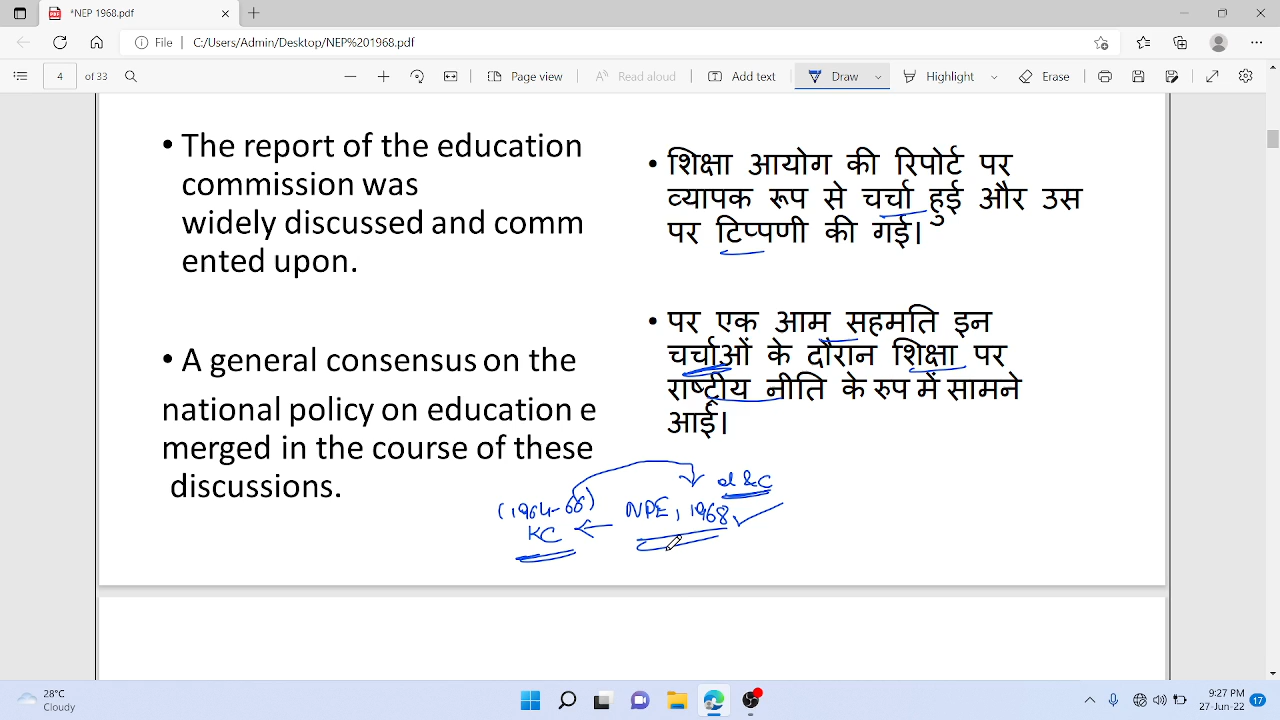 *NEP 1968.pdf
File C:/Users/Admin/Desktop/NEP%201968.pdf
4 of 33 Page view Read aloud Add text Draw Highlight Erase
• The report of the education
commission was
widely discussed and comm
ented upon.
• A general consensus on the
national policy on education e
merged in the course of these
discussions.
• शिक्षा आयोग की रिपोर्ट पर
व्यापक रूप से चर्चा हुई और उस
पर टिप्पणी की गई।
• पर एक आम सहमति इन
चर्चाओं के दौरान शिक्षा पर
राष्ट्रीय नीति के रुप में सामने
आई।
d & C
(1964-66) NPE, 1968
KC
28°C
Cloudy
9:27 PM
27-Jun-22
17